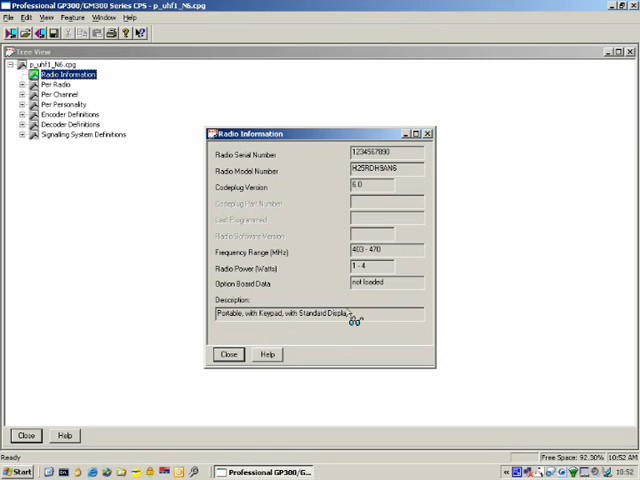 Professional GP300/GM300 Series CPS - p_uhf1_N6.cpg
File Edit View Feature Window Help
Tree View
p_uhf1_N6.cpg
Radio Information
Per Radio
Per Channel
Per Personality
Encoder Definitions
Decoder Definitions
Signalling System Definitions
Radio Information
Radio Serial Number 1234567890
Radio Model Number H25RDH9AN6
Codeplug Version 6.0
Codeplug Part Number
Last Programmed
Radio Software Version
Frequency Range (MHz) 403 - 470
Radio Power (Watts) 1 - 4
Option Board Data not loaded
Description:
Portable, with Keypad, with Standard Displa
Close Help
Close Help
Ready Free Space: 92.30% 10:52 AM
Start Professional GP300/G... « 10:52